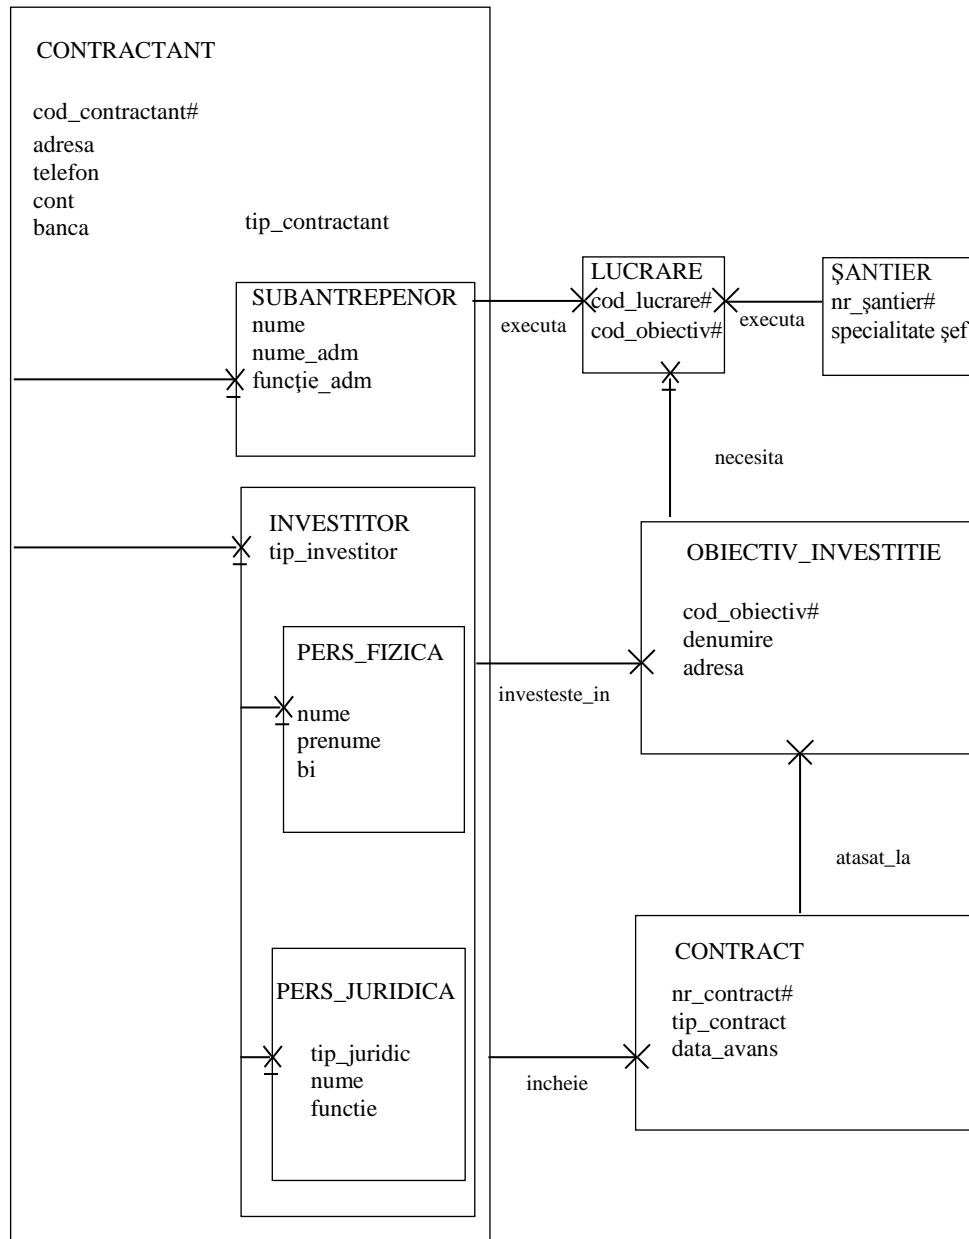 CONTRACTANT
cod_contractant#
adresa
telefon
cont
banca
tip_contractant
SUBANTREPENOR
nume
nume_adm
funcţie_adm
executa
LUCRARE
cod_lucrare#
cod_obiectiv#
executa
ŞANTIER
nr_şantier#
specialitate şef
necesita
INVESTITOR
tip_investitor
OBIECTIV_INVESTITIE
cod_obiectiv#
denumire
adresa
PERS_FIZICA
nume
prenume
bi
investeste_in
atasat_la
PERS_JURIDICA
tip_juridic
nume
functie
incheie
CONTRACT
nr_contract#
tip_contract
data_avans